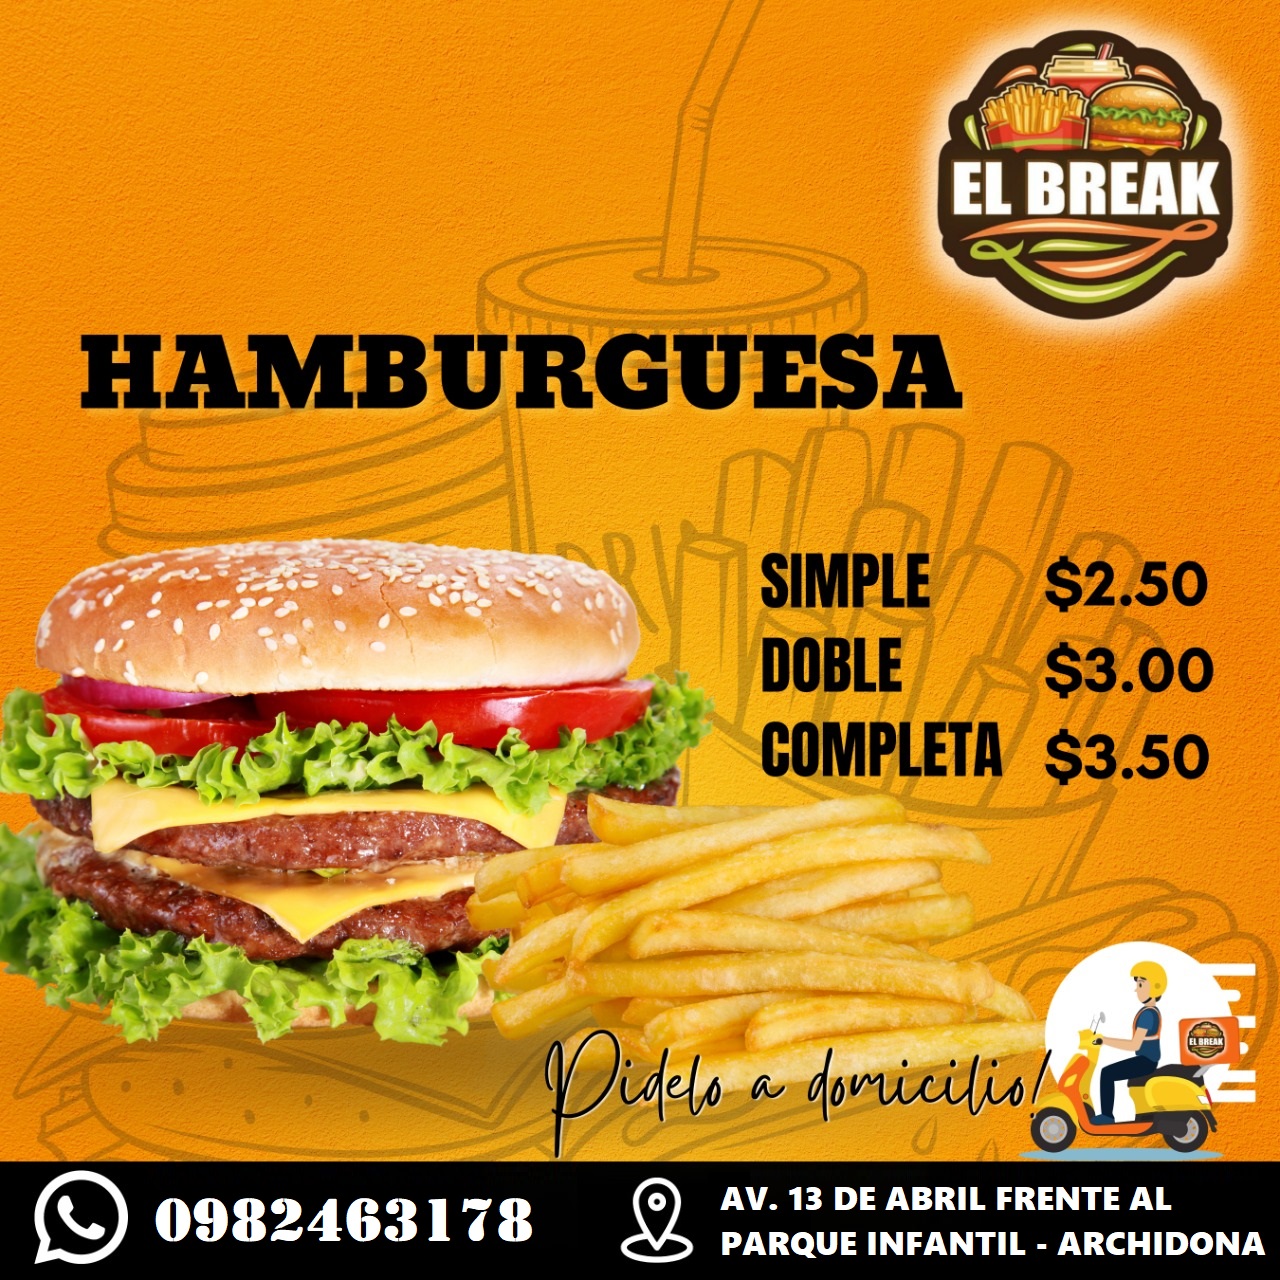 EL BREAK
HAMBURGUESA
SIMPLE $2.50
DOBLE $3.00
COMPLETA $3.50
EL BREAK
Pidelo a domicilio!
0982463178
AV. 13 DE ABRIL FRENTE AL
PARQUE INFANTIL - ARCHIDONA